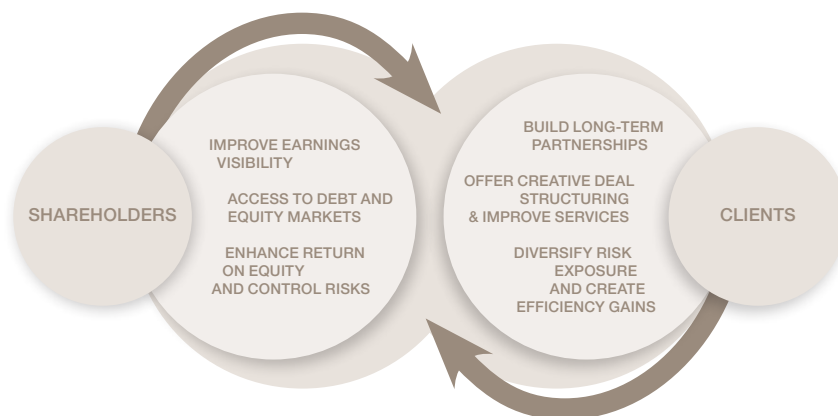 SHAREHOLDERS
IMPROVE EARNINGS
VISIBILITY
ACCESS TO DEBT AND
EQUITY MARKETS
ENHANCE RETURN
ON EQUITY
AND CONTROL RISKS
BUILD LONG-TERM
PARTNERSHIPS
OFFER CREATIVE DEAL
STRUCTURING
& IMPROVE SERVICES
DIVERSIFY RISK
EXPOSURE
AND CREATE
EFFICIENCY GAINS
CLIENTS